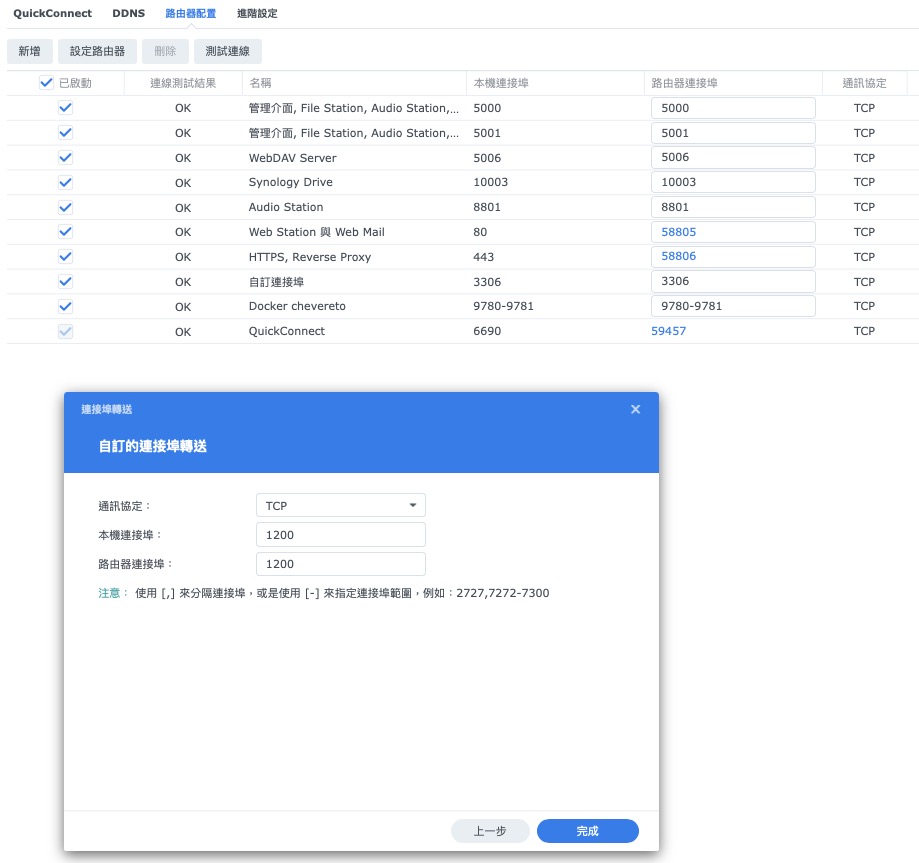 QuickConnect DDNS 路由器配置 進階設定
新增 設定路由器 刪除 測試連線
已啟動 連線測試結果 名稱 本機連接埠 路由器連接埠 通訊協定
OK 管理介面, File Station, Audio Station,... 5000 5000 TCP
OK 管理介面, File Station, Audio Station,... 5001 5001 TCP
OK WebDAV Server 5006 5006 TCP
OK Synology Drive 10003 10003 TCP
OK Audio Station 8801 8801 TCP
OK Web Station 與 Web Mail 80 58805 TCP
OK HTTPS, Reverse Proxy 443 58806 TCP
OK 自訂連接埠 3306 3306 TCP
OK Docker chevereto 9780-9781 9780-9781 TCP
OK QuickConnect 6690 59457 TCP
連接埠轉送
自訂的連接埠轉送
通訊協定： TCP
本機連接埠： 1200
路由器連接埠： 1200
注意： 使用 [,] 來分隔連接埠，或是使用 [-] 來指定連接埠範圍，例如：2727,7272-7300
上一步 完成